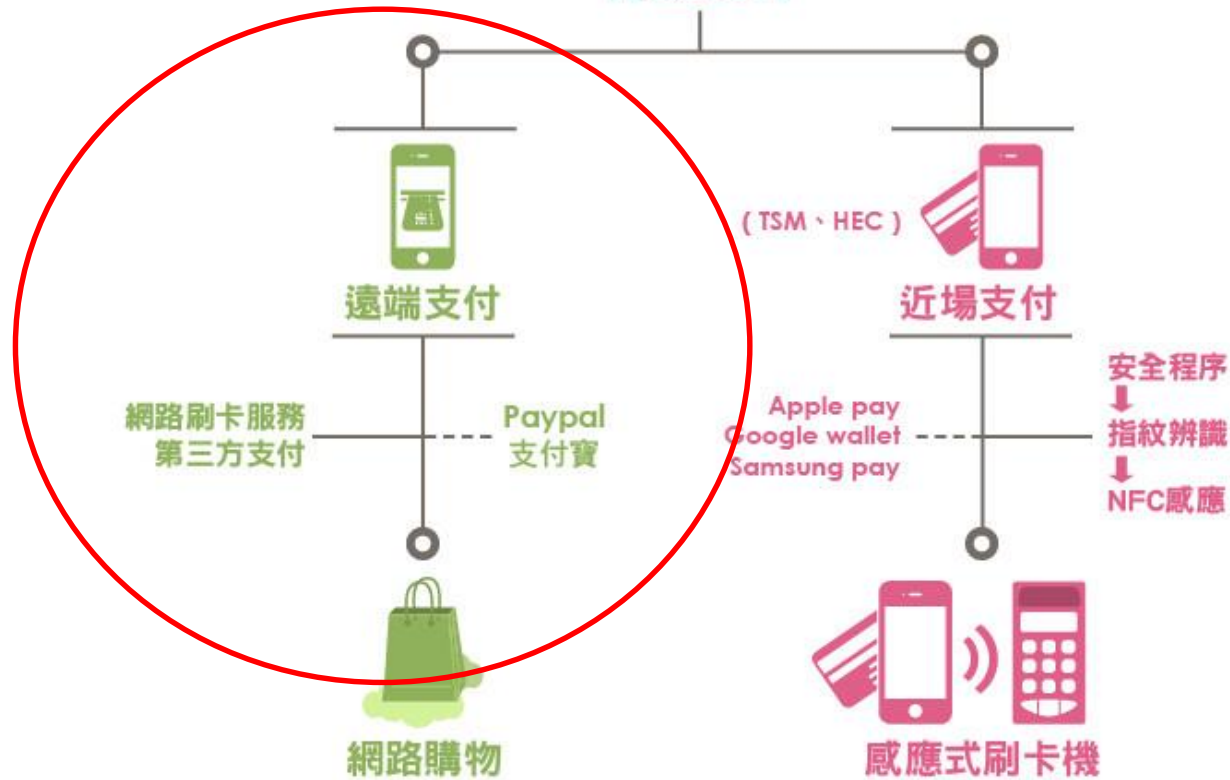 遠端支付
網路刷卡服務
第三方支付
Paypal
支付寶
網路購物
( TSM、HEC )
近場支付
Apple pay
Google wallet
Samsung pay
安全程序
指紋辨識
NFC感應
感應式刷卡機